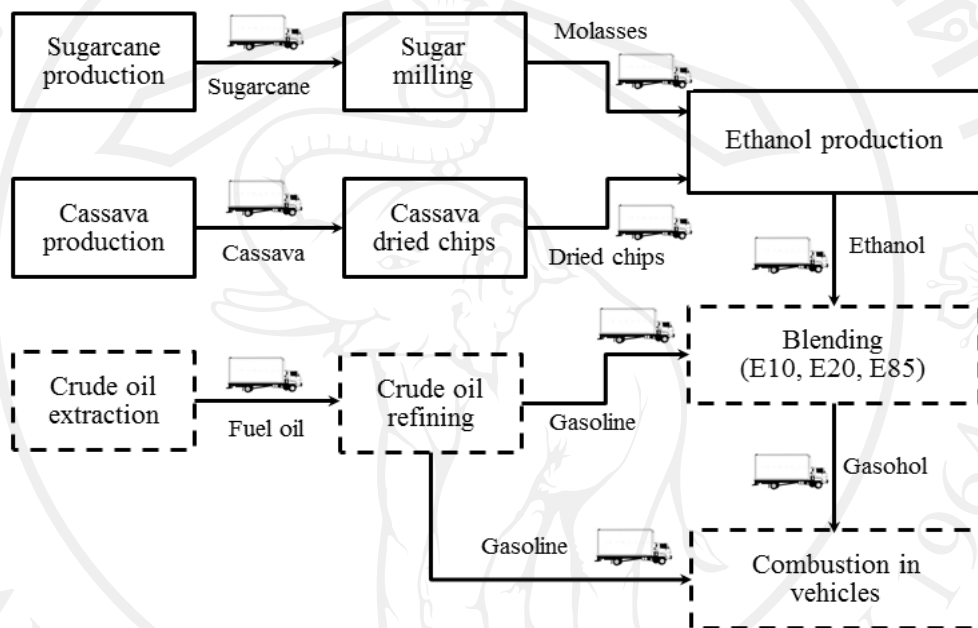 Sugarcane
production
Sugarcane
Sugar
milling
Molasses
Ethanol production
Cassava
production
Cassava
Cassava
dried chips
Dried chips
Ethanol
Blending
(E10, E20, E85)
Crude oil
extraction
Fuel oil
Crude oil
refining
Gasoline
Gasohol
Gasoline
Combustion in
vehicles
1964